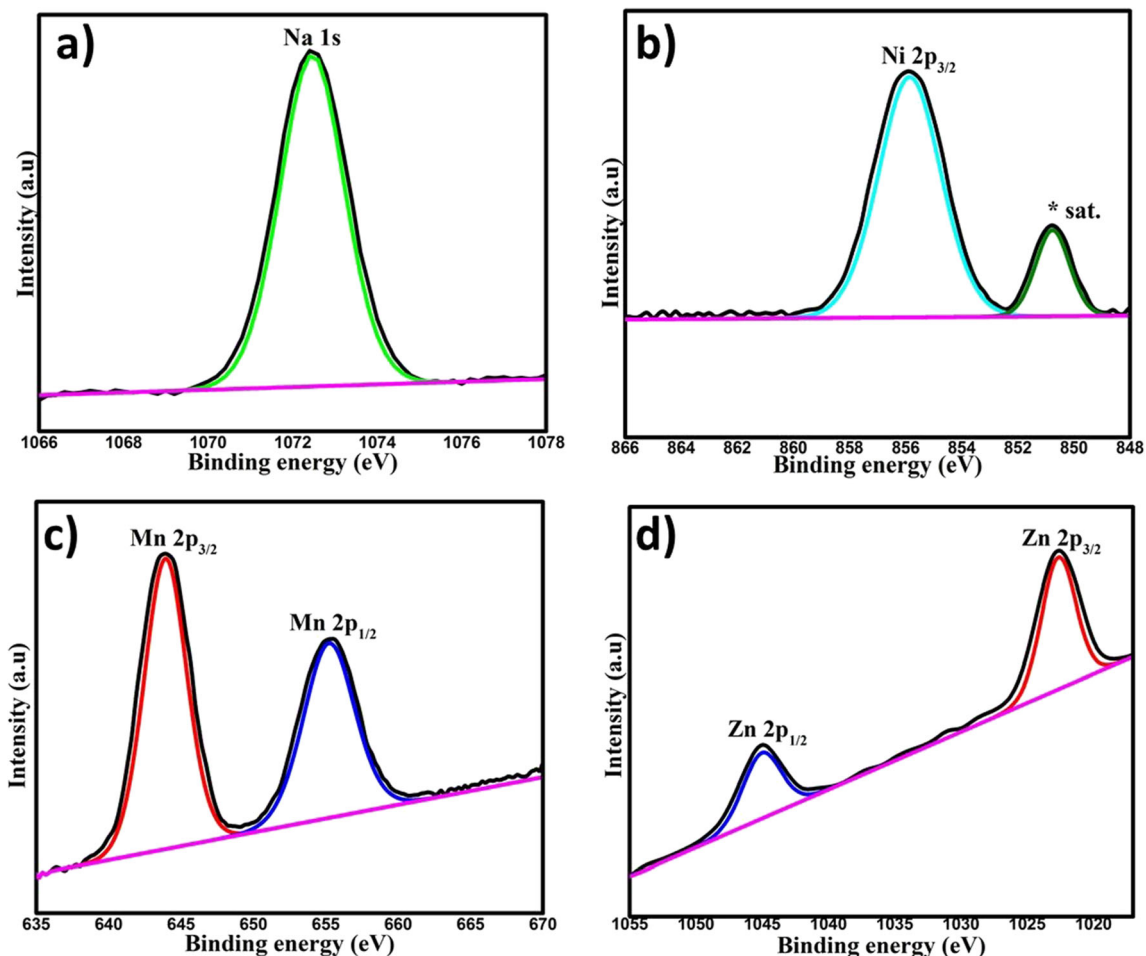 a)
Na 1s
Intensity (a.u)
1066 1068 1070 1072 1074 1076 1078
Binding energy (eV)
b)
Ni 2p3/2
* sat.
Intensity (a.u)
866 864 862 860 858 856 854 852 850 848
Binding energy (eV)
c)
Mn 2p3/2
Mn 2p1/2
Intensity (a.u)
635 640 645 650 655 660 665 670
Binding energy (eV)
d)
Zn 2p3/2
Zn 2p1/2
Intensity (a.u)
1055 1050 1045 1040 1035 1030 1025 1020
Binding energy (eV)